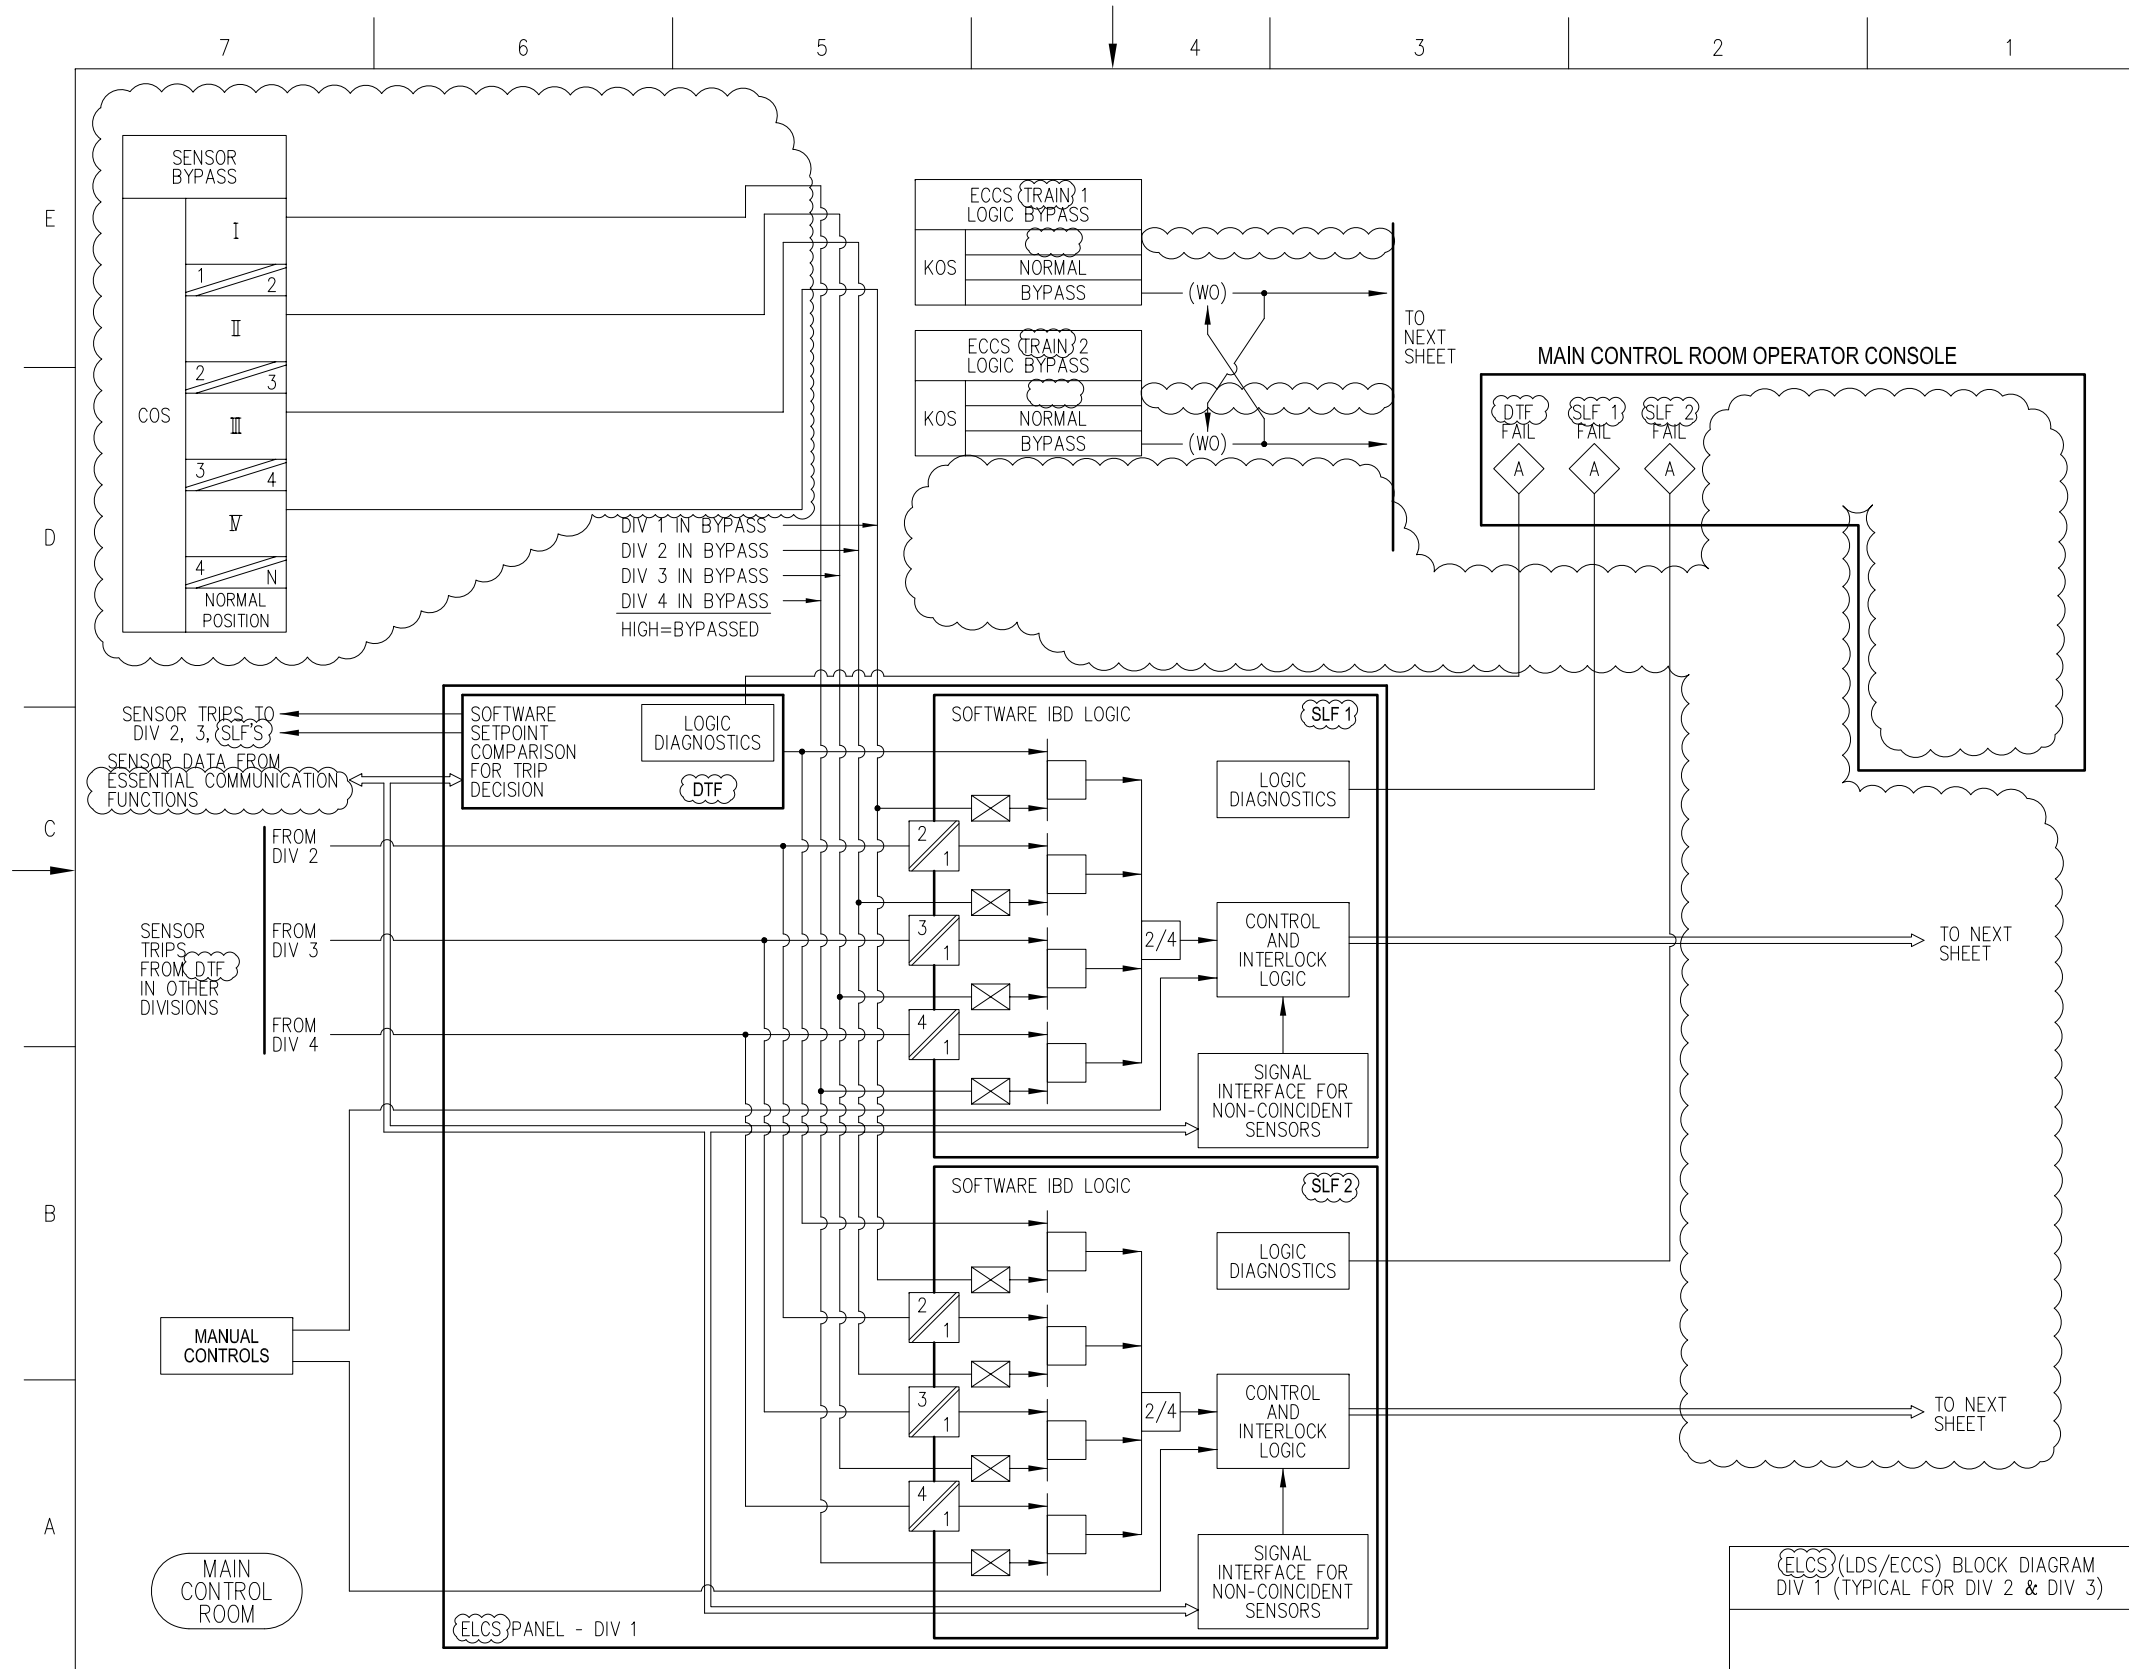 7 6 5 4 3 2 1
E
D
C
B
A
SENSOR
BYPASS
COS
I
1 2
II
2 3
III
3 4
IV
4 N
NORMAL
POSITION
DIV 1 IN BYPASS
DIV 2 IN BYPASS
DIV 3 IN BYPASS
DIV 4 IN BYPASS
HIGH=BYPASSED
ECCS TRAIN 1
LOGIC BYPASS
KOS
NORMAL
BYPASS
(WO)
ECCS TRAIN 2
LOGIC BYPASS
KOS
NORMAL
BYPASS
(WO)
TO
NEXT
SHEET
MAIN CONTROL ROOM OPERATOR CONSOLE
DTF
FAIL
A
SLF 1
FAIL
A
SLF 2
FAIL
A
SENSOR TRIPS TO
DIV 2, 3, SLF'S
SENSOR DATA FROM
ESSENTIAL COMMUNICATION
FUNCTIONS
SOFTWARE
SETPOINT
COMPARISON
FOR TRIP
DECISION
LOGIC
DIAGNOSTICS
DTF
SENSOR
TRIPS
FROM DTF
IN OTHER
DIVISIONS
FROM
DIV 2
FROM
DIV 3
FROM
DIV 4
SOFTWARE IBD LOGIC
SLF 1
2 1
3 1
4 1
2/4
LOGIC
DIAGNOSTICS
CONTROL
AND
INTERLOCK
LOGIC
SIGNAL
INTERFACE FOR
NON-COINCIDENT
SENSORS
TO NEXT
SHEET
SOFTWARE IBD LOGIC
SLF 2
2 1
3 1
4 1
2/4
LOGIC
DIAGNOSTICS
CONTROL
AND
INTERLOCK
LOGIC
SIGNAL
INTERFACE FOR
NON-COINCIDENT
SENSORS
TO NEXT
SHEET
MANUAL
CONTROLS
MAIN
CONTROL
ROOM
ELCS PANEL - DIV 1
ELCS (LDS/ECCS) BLOCK DIAGRAM
DIV 1 (TYPICAL FOR DIV 2 & DIV 3)